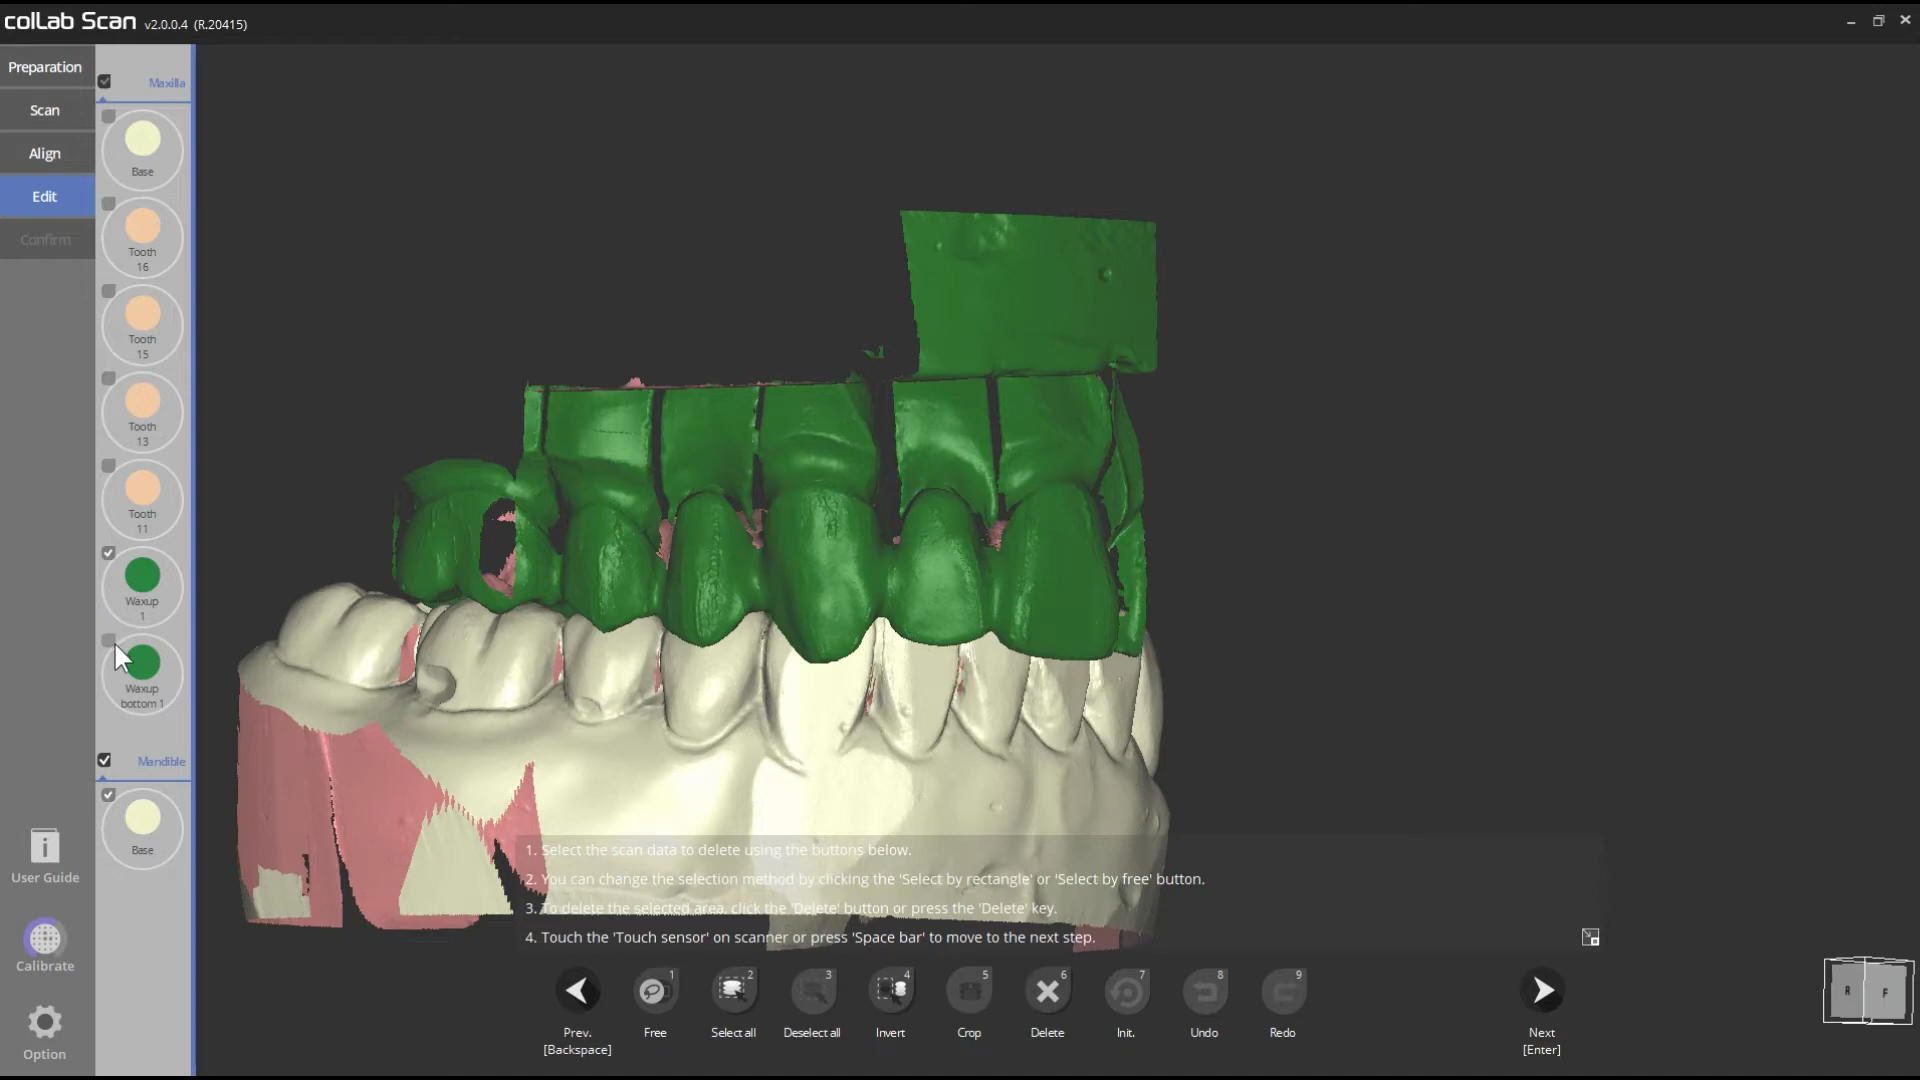 colLab Scan v2.0.0.4 (R.20415)
Preparation
Scan
Align
Edit
Confirm
Maxilla
Base
Tooth
16
Tooth
15
Tooth
13
Tooth
11
Waxup
1
Waxup
bottom 1
Mandible
Base
User Guide
Calibrate
Option
1. Select the scan data to delete using the buttons below.
2. You can change the selection method by clicking the 'Select by rectangle' or 'Select by free' button.
3. To delete the selected area, click the 'Delete' button or press the 'Delete' key.
4. Touch the 'Touch sensor' on scanner or press 'Space bar' to move to the next step.
1 2 3 4 5 6 7 8 9
Prev. Free Select all Deselect all Invert Crop Delete Init. Undo Redo Next
[Backspace] [Enter]
R F